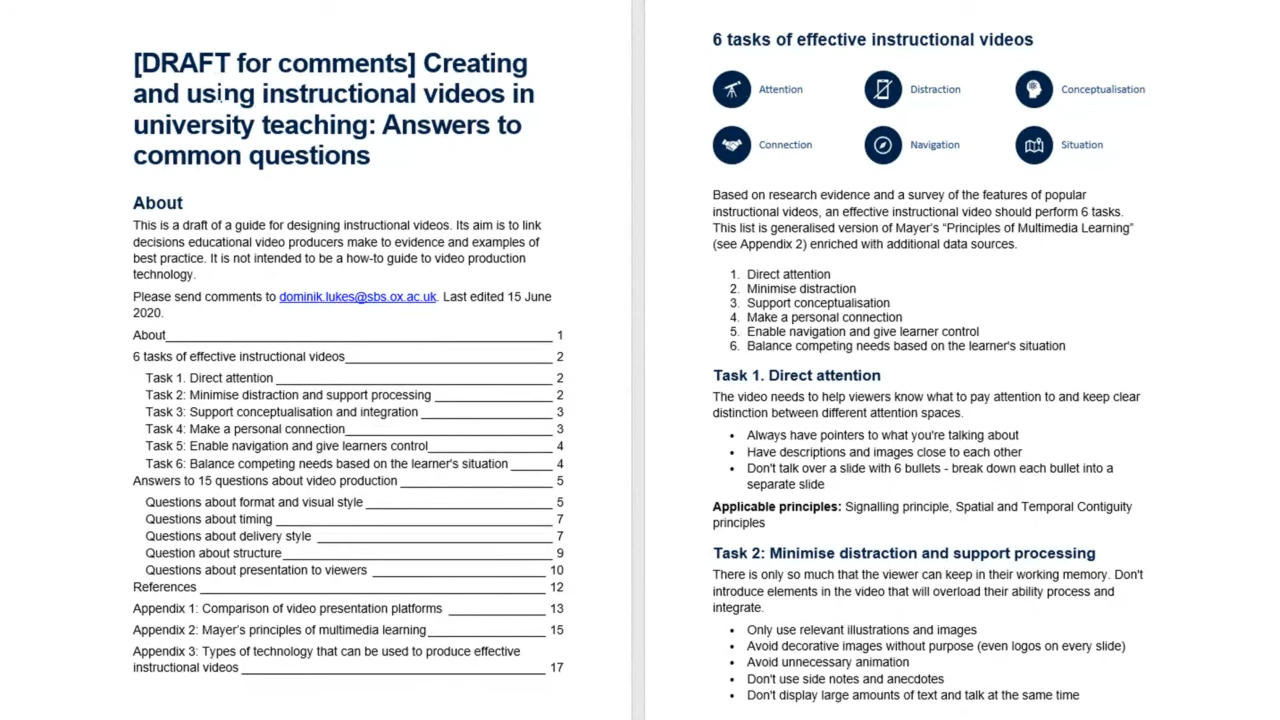 [DRAFT for comments] Creating
and using instructional videos in
university teaching: Answers to
common questions
About
This is a draft of a guide for designing instructional videos. Its aim is to link
decisions educational video producers make to evidence and examples of
best practice. It is not intended to be a how-to guide to video production
technology.
Please send comments to dominik.lukes@sbs.ox.ac.uk. Last edited 15 June
2020.
About 1
6 tasks of effective instructional videos 2
Task 1. Direct attention 2
Task 2: Minimise distraction and support processing 2
Task 3: Support conceptualisation and integration 3
Task 4: Make a personal connection 3
Task 5: Enable navigation and give learners control 4
Task 6: Balance competing needs based on the learner's situation 4
Answers to 15 questions about video production 5
Questions about format and visual style 5
Questions about timing 7
Questions about delivery style 7
Question about structure 9
Questions about presentation to viewers 10
References 12
Appendix 1: Comparison of video presentation platforms 13
Appendix 2: Mayer's principles of multimedia learning 15
Appendix 3: Types of technology that can be used to produce effective
instructional videos 17
6 tasks of effective instructional videos
Attention Distraction Conceptualisation
Connection Navigation Situation
Based on research evidence and a survey of the features of popular
instructional videos, an effective instructional video should perform 6 tasks.
This list is generalised version of Mayer's “Principles of Multimedia Learning”
(see Appendix 2) enriched with additional data sources.
1. Direct attention
2. Minimise distraction
3. Support conceptualisation
4. Make a personal connection
5. Enable navigation and give learner control
6. Balance competing needs based on the learner's situation
Task 1. Direct attention
The video needs to help viewers know what to pay attention to and keep clear
distinction between different attention spaces.
• Always have pointers to what you're talking about
• Have descriptions and images close to each other
• Don't talk over a slide with 6 bullets - break down each bullet into a
separate slide
Applicable principles: Signalling principle, Spatial and Temporal Contiguity
principles
Task 2: Minimise distraction and support processing
There is only so much that the viewer can keep in their working memory. Don't
introduce elements in the video that will overload their ability process and
integrate.
• Only use relevant illustrations and images
• Avoid decorative images without purpose (even logos on every slide)
• Avoid unnecessary animation
• Don't use side notes and anecdotes
• Don't display large amounts of text and talk at the same time